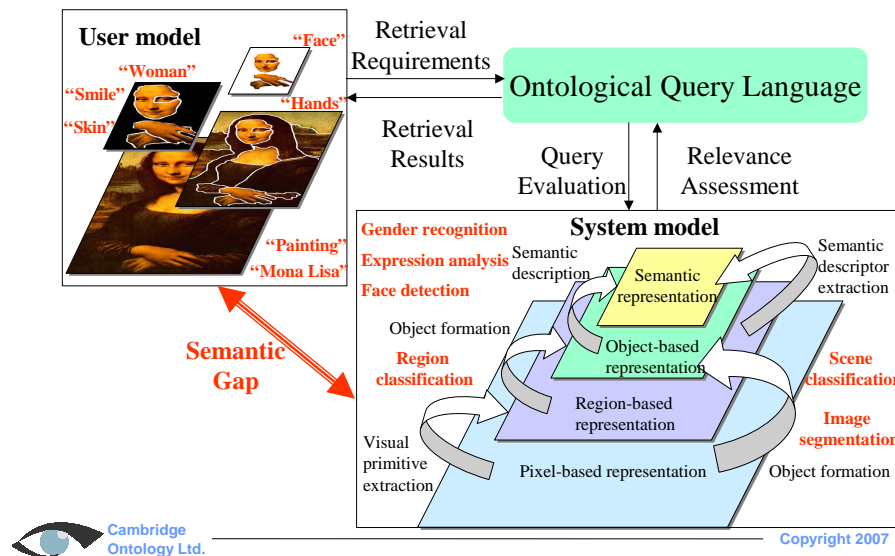 User model
“Face”
“Woman”
“Smile”
“Hands”
“Skin”
“Painting”
“Mona Lisa”
Retrieval
Requirements
Retrieval
Results
Ontological Query Language
Query
Evaluation
Relevance
Assessment
Semantic
Gap
System model
Gender recognition
Expression analysis
Face detection
Semantic
description
Semantic
representation
Semantic
descriptor
extraction
Object formation
Object-based
representation
Region
classification
Scene
classification
Region-based
representation
Image
segmentation
Visual
primitive
extraction
Pixel-based representation
Object formation
Cambridge
Ontology Ltd.
Copyright 2007